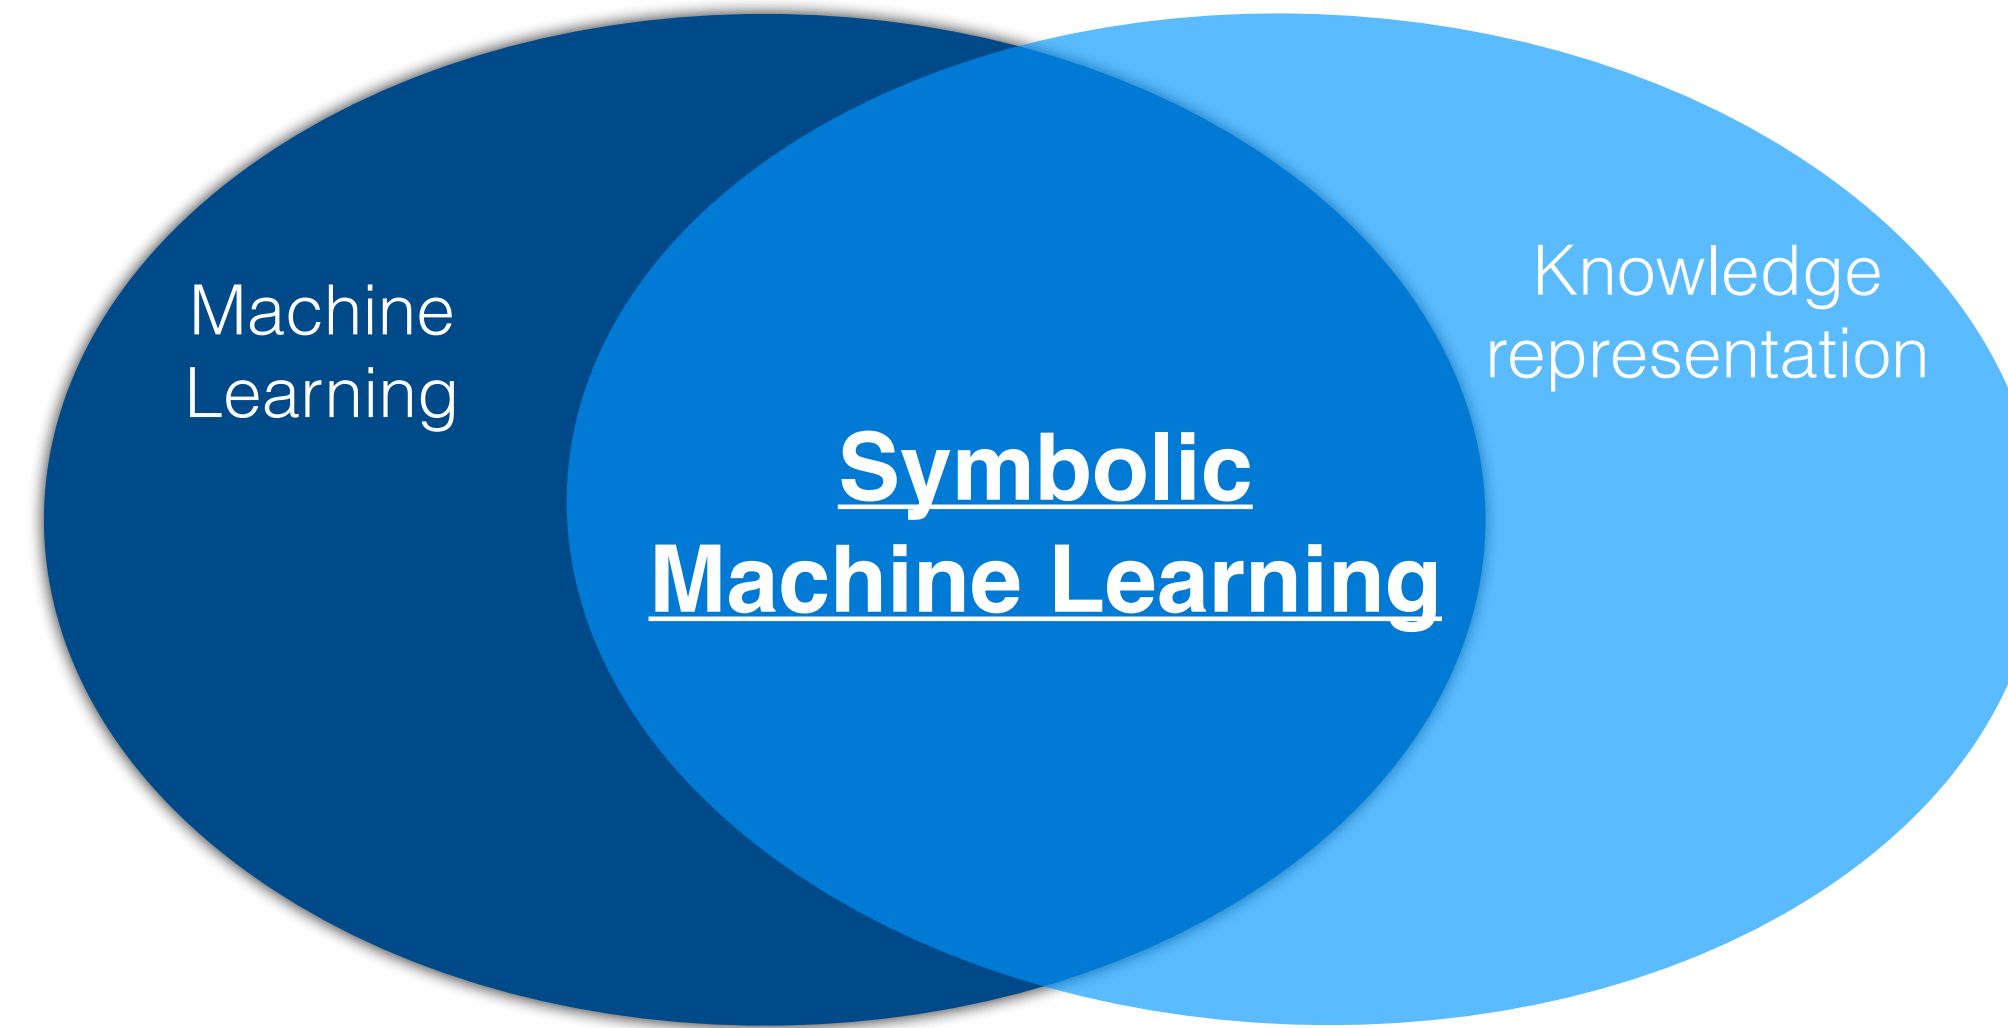 Machine
Learning
Symbolic
Machine Learning
Knowledge
representation